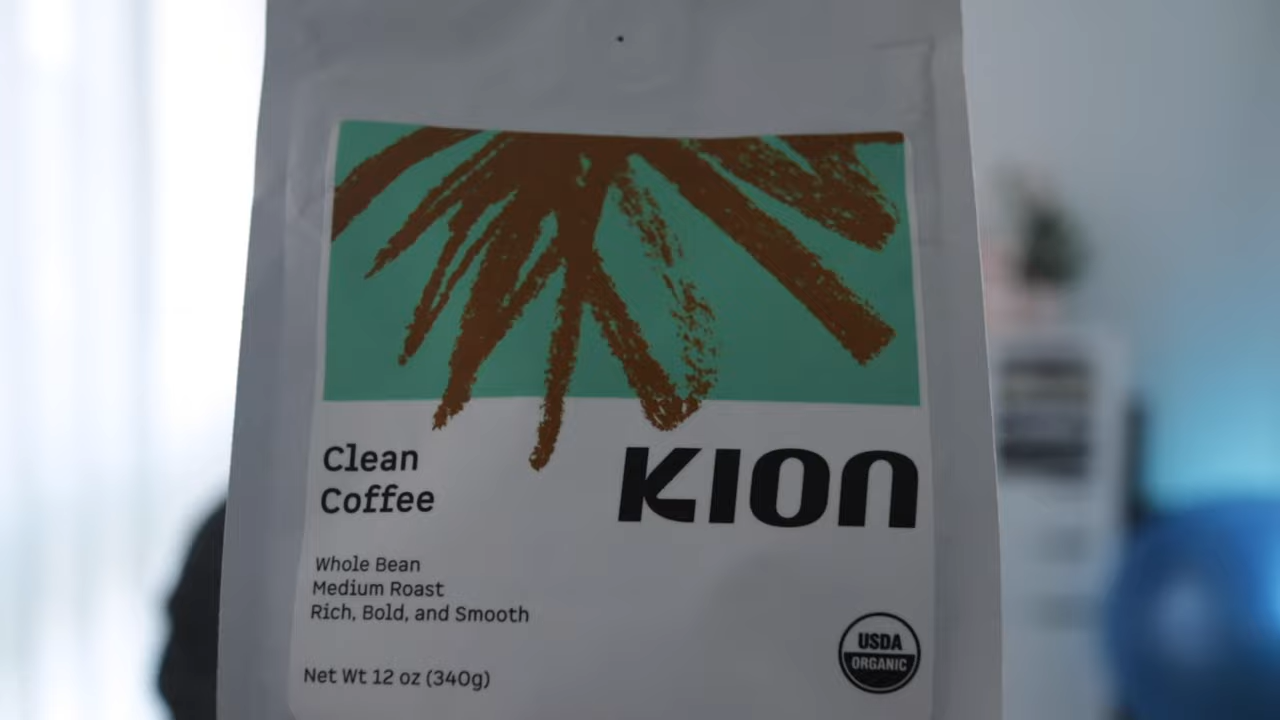 Clean
Coffee
KION
Whole Bean
Medium Roast
Rich, Bold, and Smooth
Net Wt 12 oz (340g)
USDA
ORGANIC